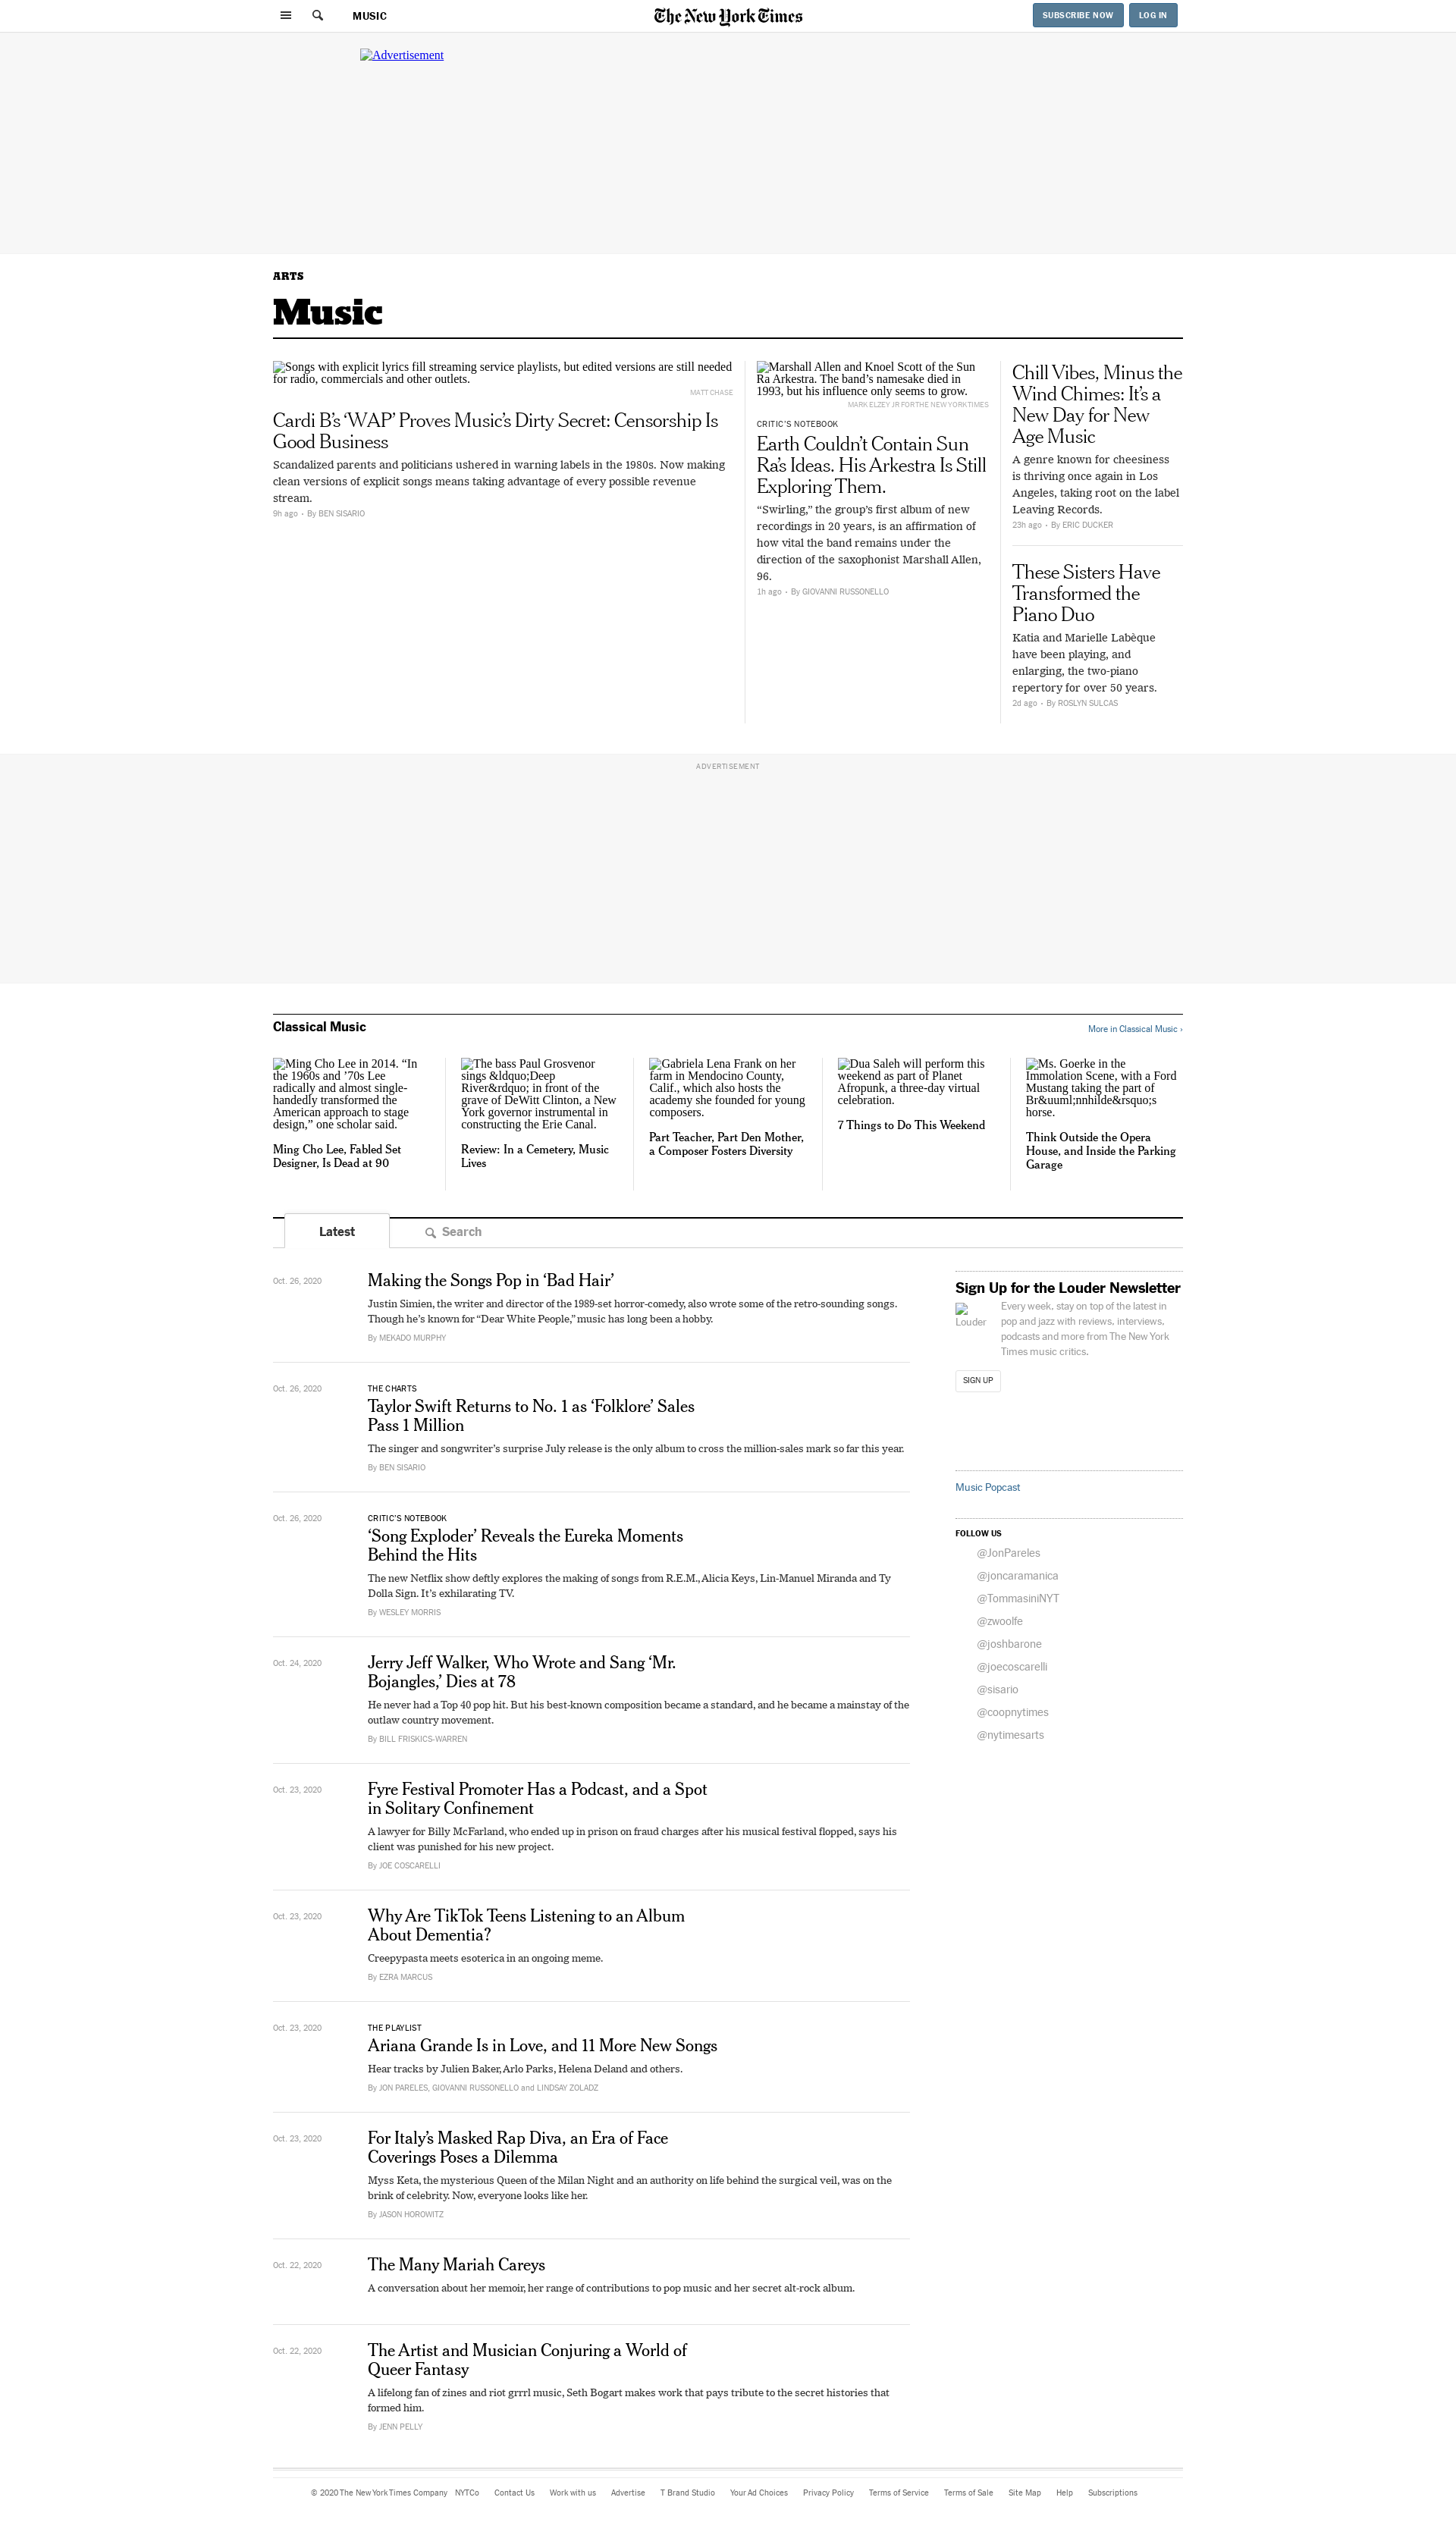 MUSIC
The New York Times
SUBSCRIBE NOW
LOG IN
Advertisement
ARTS
Music
Songs with explicit lyrics fill streaming service playlists, but edited versions are still needed
for radio, commercials and other outlets.
MATT CHASE
Cardi B’s ‘WAP’ Proves Music’s Dirty Secret: Censorship Is
Good Business
Scandalized parents and politicians ushered in warning labels in the 1980s. Now making
clean versions of explicit songs means taking advantage of every possible revenue
stream.
9h ago • By BEN SISARIO
Marshall Allen and Knoel Scott of the Sun
Ra Arkestra. The band’s namesake died in
1993, but his influence only seems to grow.
MARK ELZEY JR FOR THE NEW YORK TIMES
CRITIC’S NOTEBOOK
Earth Couldn’t Contain Sun
Ra’s Ideas. His Arkestra Is Still
Exploring Them.
“Swirling,” the group’s first album of new
recordings in 20 years, is an affirmation of
how vital the band remains under the
direction of the saxophonist Marshall Allen,
96.
1h ago • By GIOVANNI RUSSONELLO
Chill Vibes, Minus the
Wind Chimes: It’s a
New Day for New
Age Music
A genre known for cheesiness
is thriving once again in Los
Angeles, taking root on the label
Leaving Records.
23h ago • By ERIC DUCKER
These Sisters Have
Transformed the
Piano Duo
Katia and Marielle Labèque
have been playing, and
enlarging, the two-piano
repertory for over 50 years.
2d ago • By ROSLYN SULCAS
ADVERTISEMENT
Classical Music
More in Classical Music ›
Ming Cho Lee in 2014. “In
the 1960s and ’70s Lee
radically and almost single-
handedly transformed the
American approach to stage
design,” one scholar said.
Ming Cho Lee, Fabled Set
Designer, Is Dead at 90
The bass Paul Grosvenor
sings &ldquo;Deep
River&rdquo; in front of the
grave of DeWitt Clinton, a New
York governor instrumental in
constructing the Erie Canal.
Review: In a Cemetery, Music
Lives
Gabriela Lena Frank on her
farm in Mendocino County,
Calif., which also hosts the
academy she founded for young
composers.
Part Teacher, Part Den Mother,
a Composer Fosters Diversity
Dua Saleh will perform this
weekend as part of Planet
Afropunk, a three-day virtual
celebration.
7 Things to Do This Weekend
Ms. Goerke in the
Immolation Scene, with a Ford
Mustang taking the part of
Br&uuml;nnhilde&rsquo;s
horse.
Think Outside the Opera
House, and Inside the Parking
Garage
Latest
Search
Oct. 26, 2020
Making the Songs Pop in ‘Bad Hair’
Justin Simien, the writer and director of the 1989-set horror-comedy, also wrote some of the retro-sounding songs.
Though he’s known for “Dear White People,” music has long been a hobby.
By MEKADO MURPHY
Oct. 26, 2020
THE CHARTS
Taylor Swift Returns to No. 1 as ‘Folklore’ Sales
Pass 1 Million
The singer and songwriter’s surprise July release is the only album to cross the million-sales mark so far this year.
By BEN SISARIO
Oct. 26, 2020
CRITIC’S NOTEBOOK
‘Song Exploder’ Reveals the Eureka Moments
Behind the Hits
The new Netflix show deftly explores the making of songs from R.E.M., Alicia Keys, Lin-Manuel Miranda and Ty
Dolla Sign. It’s exhilarating TV.
By WESLEY MORRIS
Oct. 24, 2020
Jerry Jeff Walker, Who Wrote and Sang ‘Mr.
Bojangles,’ Dies at 78
He never had a Top 40 pop hit. But his best-known composition became a standard, and he became a mainstay of the
outlaw country movement.
By BILL FRISKICS-WARREN
Oct. 23, 2020
Fyre Festival Promoter Has a Podcast, and a Spot
in Solitary Confinement
A lawyer for Billy McFarland, who ended up in prison on fraud charges after his musical festival flopped, says his
client was punished for his new project.
By JOE COSCARELLI
Oct. 23, 2020
Why Are TikTok Teens Listening to an Album
About Dementia?
Creepypasta meets esoterica in an ongoing meme.
By EZRA MARCUS
Oct. 23, 2020
THE PLAYLIST
Ariana Grande Is in Love, and 11 More New Songs
Hear tracks by Julien Baker, Arlo Parks, Helena Deland and others.
By JON PARELES, GIOVANNI RUSSONELLO and LINDSAY ZOLADZ
Oct. 23, 2020
For Italy’s Masked Rap Diva, an Era of Face
Coverings Poses a Dilemma
Myss Keta, the mysterious Queen of the Milan Night and an authority on life behind the surgical veil, was on the
brink of celebrity. Now, everyone looks like her.
By JASON HOROWITZ
Oct. 22, 2020
The Many Mariah Careys
A conversation about her memoir, her range of contributions to pop music and her secret alt-rock album.
Oct. 22, 2020
The Artist and Musician Conjuring a World of
Queer Fantasy
A lifelong fan of zines and riot grrrl music, Seth Bogart makes work that pays tribute to the secret histories that
formed him.
By JENN PELLY
Sign Up for the Louder Newsletter
Louder
Every week, stay on top of the latest in
pop and jazz with reviews, interviews,
podcasts and more from The New York
Times music critics.
SIGN UP
Music Popcast
FOLLOW US
@JonPareles
@joncaramanica
@TommasiniNYT
@zwoolfe
@joshbarone
@joecoscarelli
@sisario
@coopnytimes
@nytimesarts
© 2020 The New York Times Company NYTCo Contact Us Work with us Advertise T Brand Studio Your Ad Choices Privacy Policy Terms of Service Terms of Sale Site Map Help Subscriptions